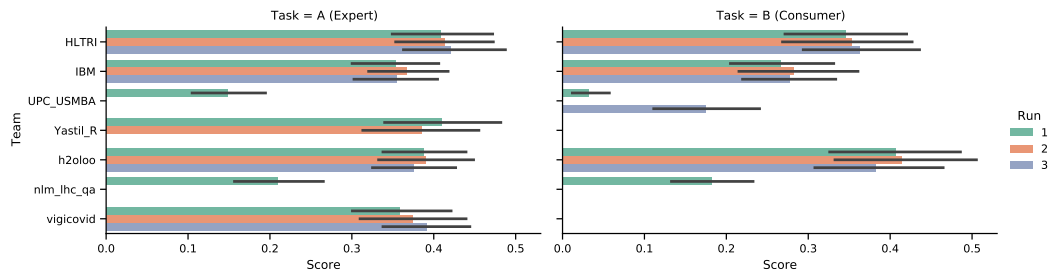 Task = A (Expert)
Task = B (Consumer)
Team
HLTRI
IBM
UPC_USMBA
Yastil_R
h2oloo
nlm_lhc_qa
vigicovid
0.0 0.1 0.2 0.3 0.4 0.5
Score
0.0 0.1 0.2 0.3 0.4 0.5
Score
Run
1
2
3